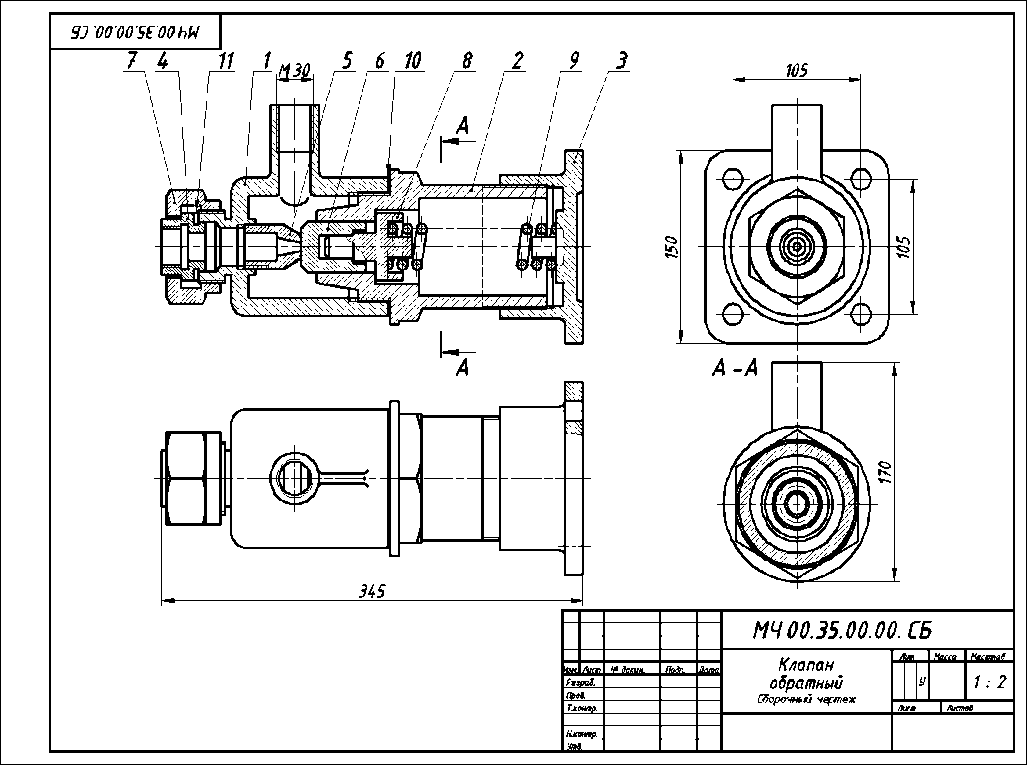 МЧ 00.35.00.00. СБ
7 4 11 1 М30 5 6 10 8 2 9 3
105
А
150
105
А
А - А
170
345
МЧ 00.35.00.00. СБ
Изм. Лист № докум. Подп. Дата
Разраб.
Пров.
Т.контр.
Н.контр.
Утв.
Клапан
обратный
Сборочный чертеж
Лит. Масса Масштаб
У 1 : 2
Лист Листов